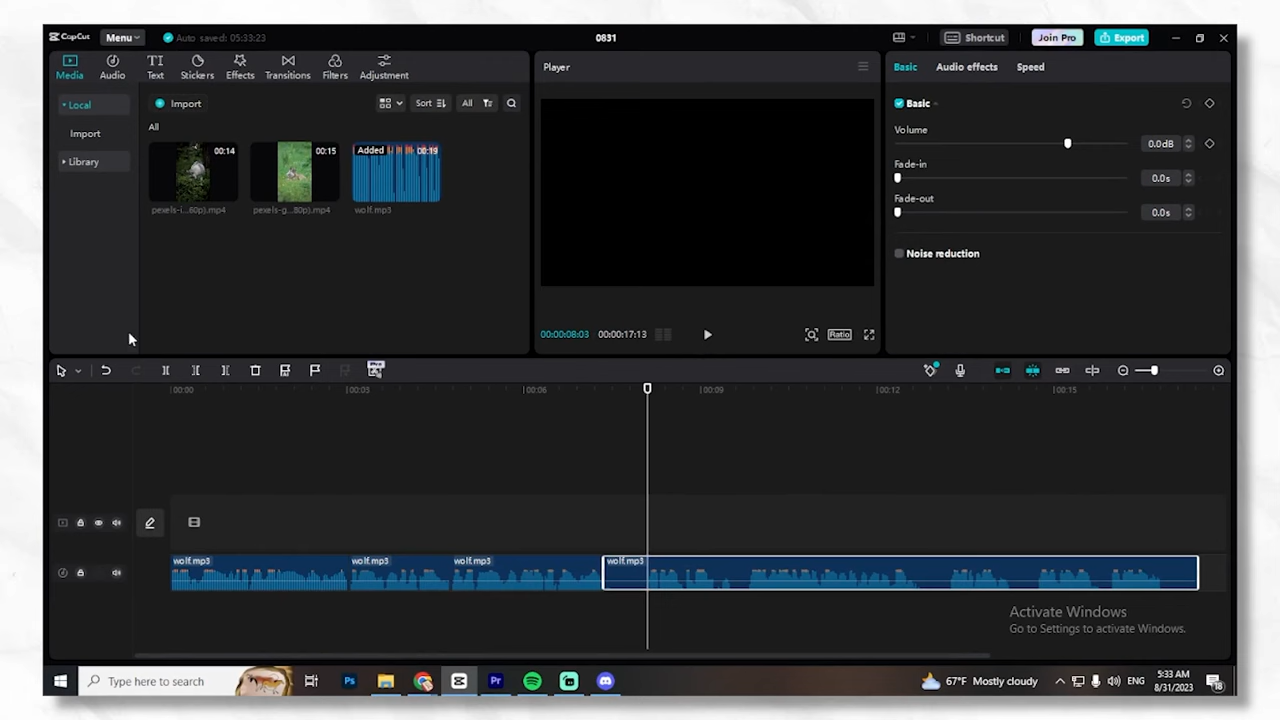 CapCut Menu Auto saved: 05:33:23 0831 Shortcut Join Pro Export
Media Audio Text Stickers Effects Transitions Filters Adjustment
Player
Basic Audio effects Speed
Local
Import
Library
Import Sort All
All
00:14 00:15 Added 00:19
pexels-i...60p).mp4 pexels-g...80p).mp4 wolf.mp3
00:00:08:03 00:00:17:13 Ratio
Basic
Volume
0.0dB
Fade-in
0.0s
Fade-out
0.0s
Noise reduction
Pro
00:00 00:03 00:06 00:09 00:12 00:15
wolf.mp3 wolf.mp3 wolf.mp3 wolf.mp3
Activate Windows
Go to Settings to activate Windows.
Type here to search Ps Pr 67°F Mostly cloudy ENG 5:33 AM
8/31/2023 18